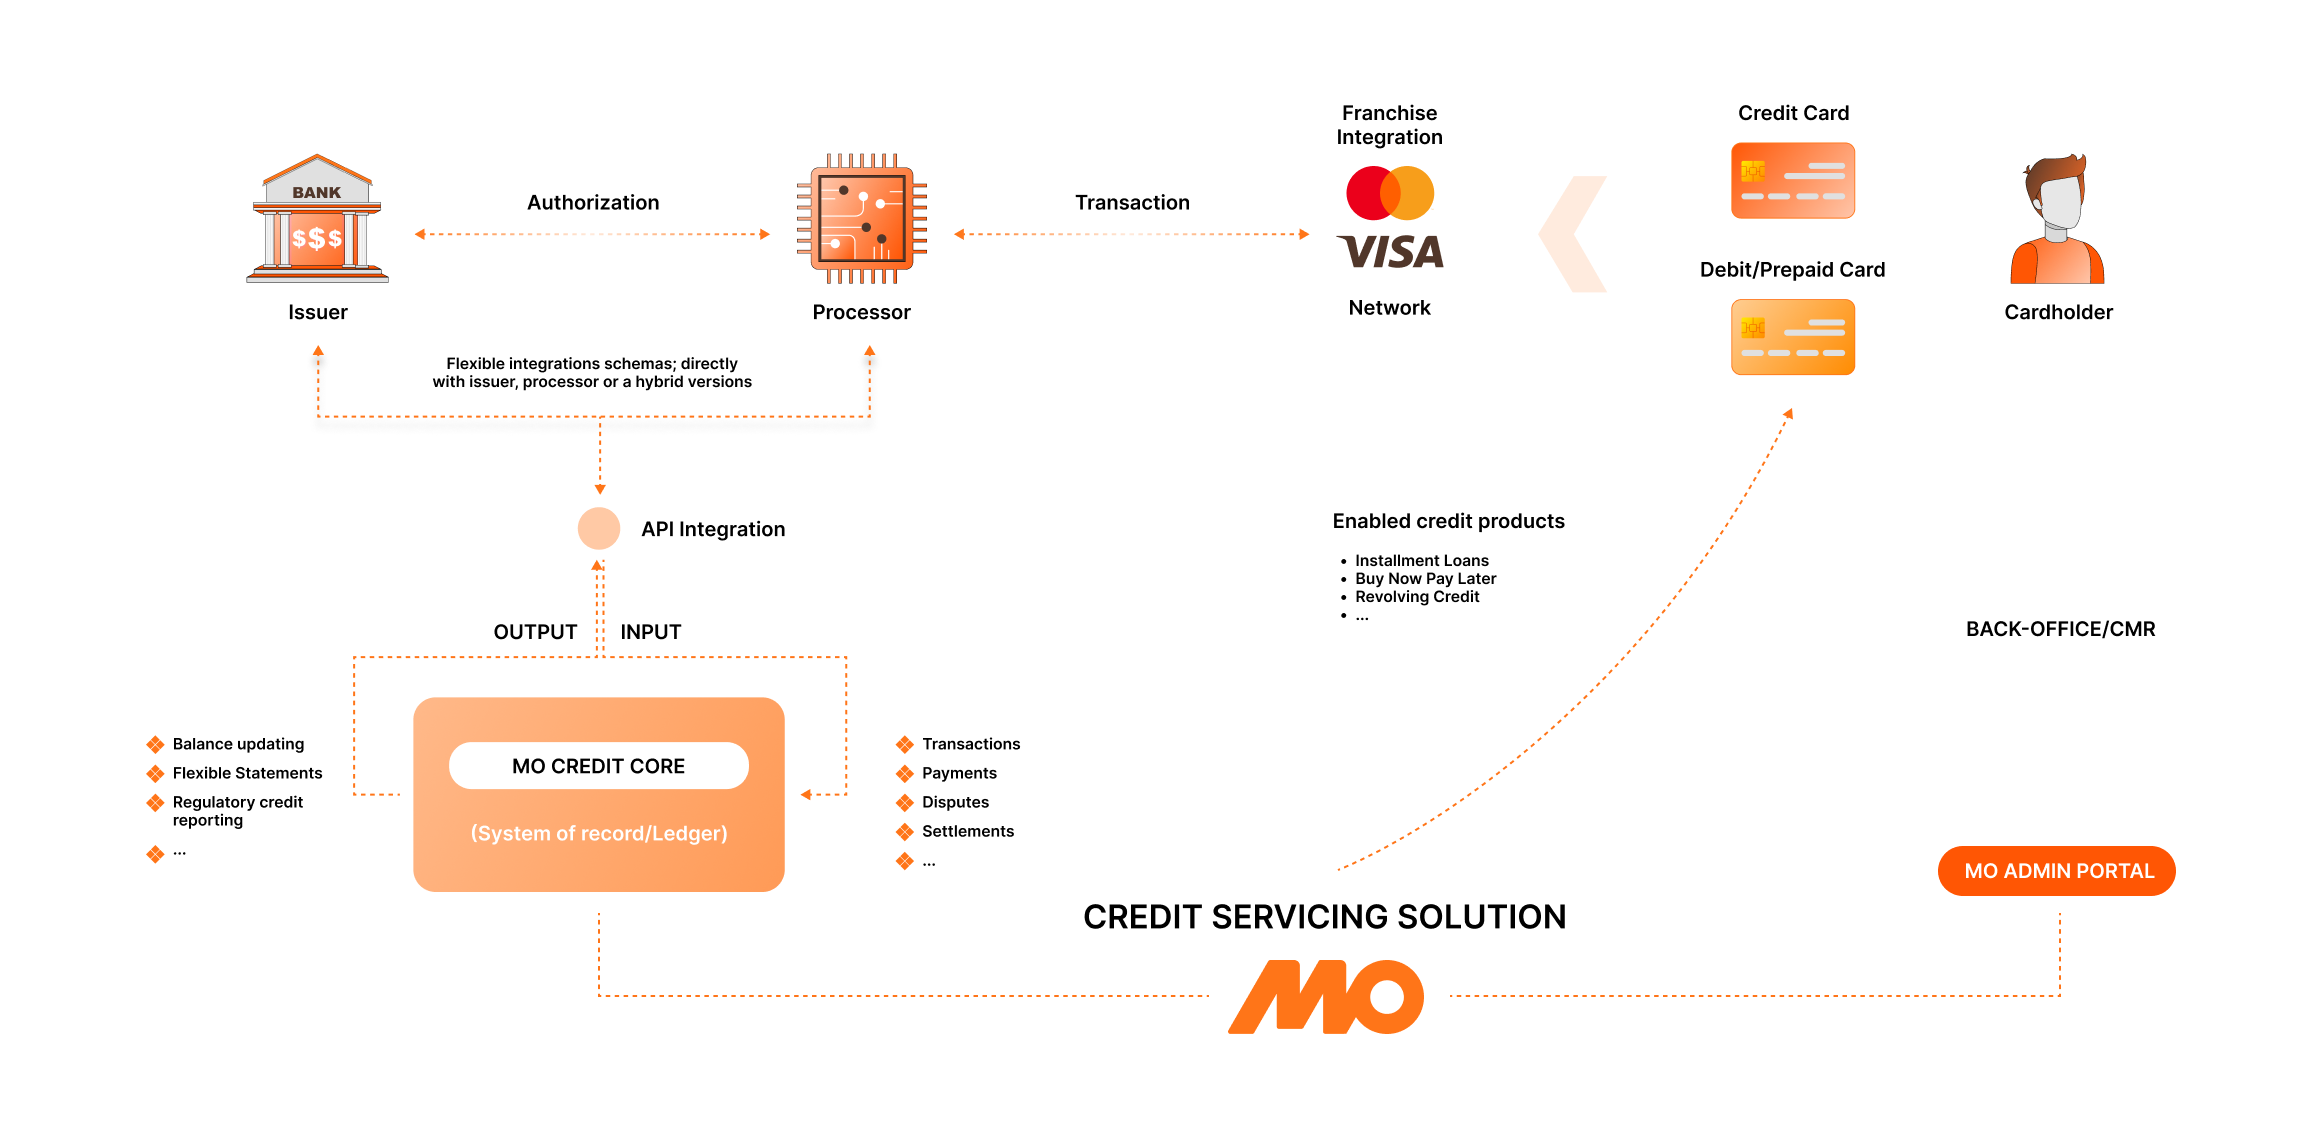 Franchise
Integration
Credit Card
BANK
$$$
Authorization
Transaction
VISA
Debit/Prepaid Card
Issuer
Processor
Network
Cardholder
Flexible integrations schemas; directly
with issuer, processor or a hybrid versions
API Integration
Enabled credit products
• Installment Loans
• Buy Now Pay Later
• Revolving Credit
• ...
OUTPUT
INPUT
BACK-OFFICE/CMR
Balance updating
Flexible Statements
Regulatory credit
reporting
...
MO CREDIT CORE
(System of record/Ledger)
Transactions
Payments
Disputes
Settlements
...
MO ADMIN PORTAL
CREDIT SERVICING SOLUTION
MO